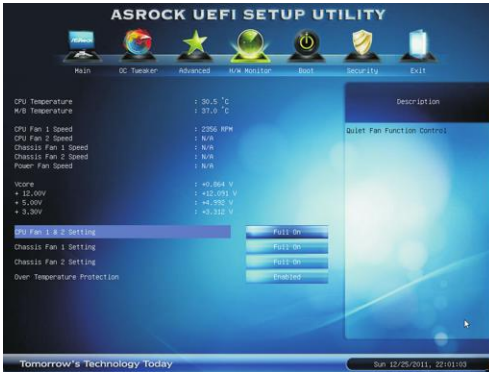 ASROCK UEFI SETUP UTILITY
Main OC Tweaker Advanced H/W Monitor Boot Security Exit
CPU Temperature : 30.5 °C
M/B Temperature : 37.0 °C
CPU Fan 1 Speed : 2356 RPM
CPU Fan 2 Speed : N/A
Chassis Fan 1 Speed : N/A
Chassis Fan 2 Speed : N/A
Power Fan Speed : N/A
Vcore : +0.864 V
+ 12.00V : +12.091 V
+ 5.00V : +4.992 V
+ 3.30V : +3.312 V
CPU Fan 1 & 2 Setting Full On
Chassis Fan 1 Setting Full On
Chassis Fan 2 Setting Full On
Over Temperature Protection Enabled
Description
Quiet Fan Function Control
Tomorrow's Technology Today
Sun 12/25/2011, 22:01:03